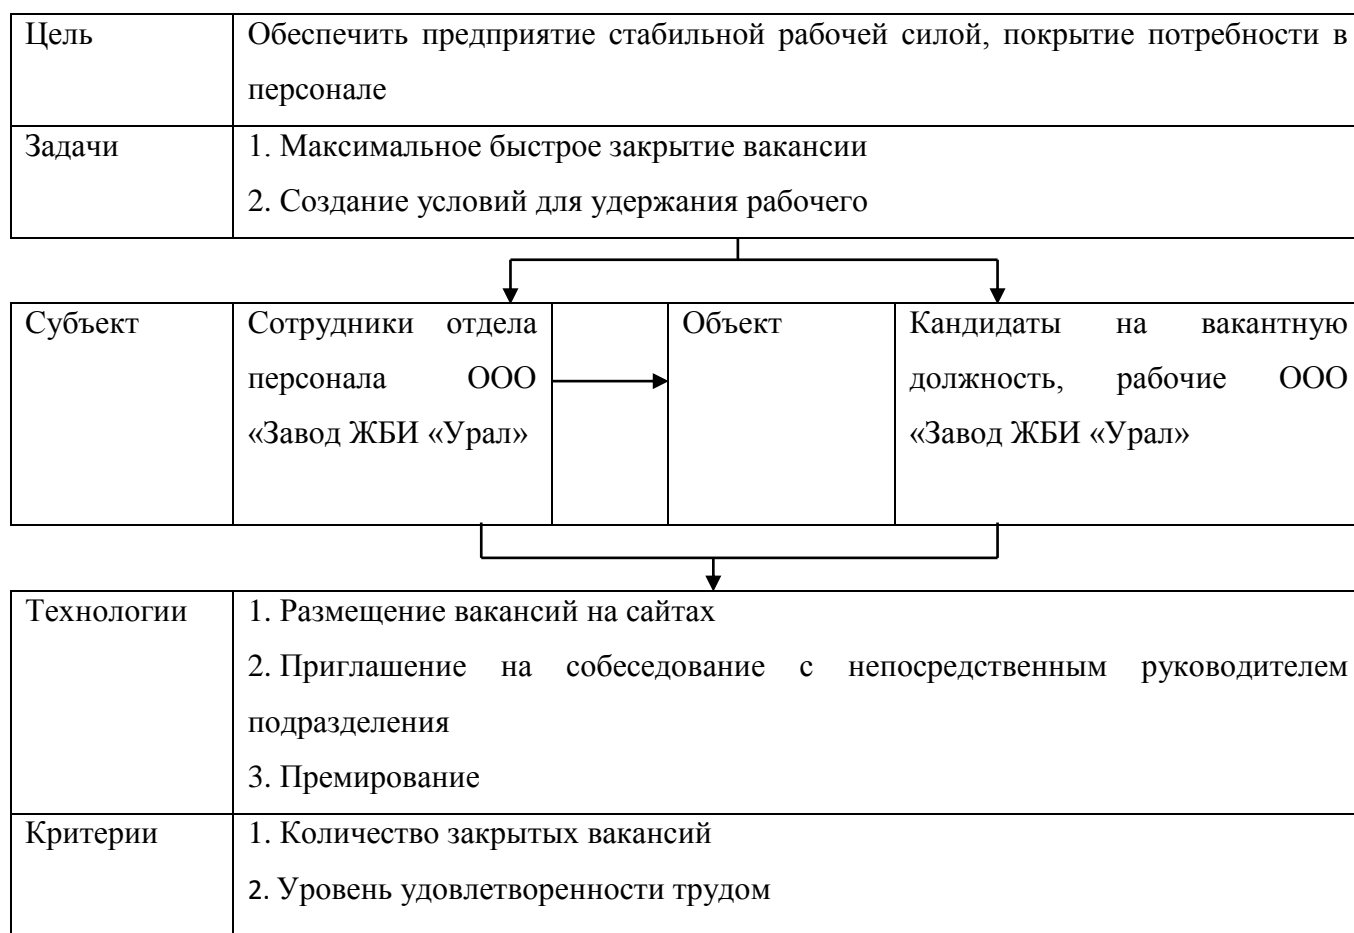 Цель
Обеспечить предприятие стабильной рабочей силой, покрытие потребности в
персонале
Задачи
1. Максимальное быстрое закрытие вакансии
2. Создание условий для удержания рабочего
Субъект
Сотрудники отдела
персонала ООО
«Завод ЖБИ «Урал»
Объект
Кандидаты на вакантную
должность, рабочие ООО
«Завод ЖБИ «Урал»
Технологии
1. Размещение вакансий на сайтах
2. Приглашение на собеседование с непосредственным руководителем
подразделения
3. Премирование
Критерии
1. Количество закрытых вакансий
2. Уровень удовлетворенности трудом